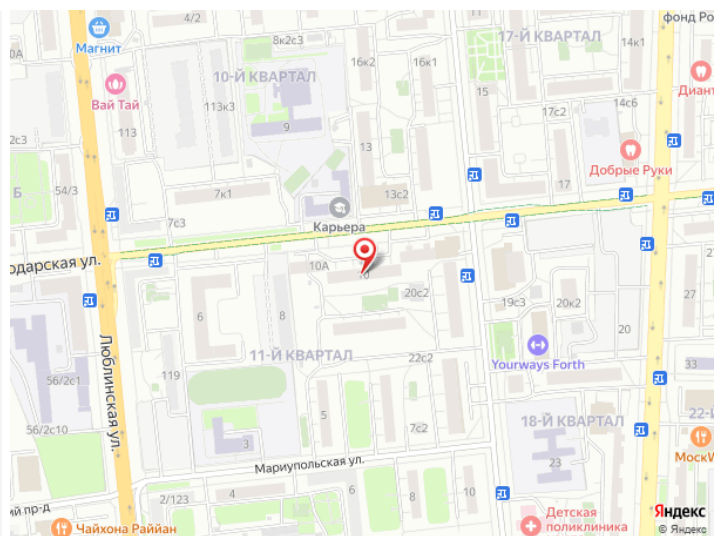 4/2
8к2с3
17-Й КВАРТАЛ
фонд Ро
14к1
Магнит
0А
16к2
16к1
10-Й КВАРТАЛ
15
Диант
Вай Тай
113к3
17с2
14с6
113
9
2с3
13
Добрые Руки
54/3
Б
7к1
13с2
17
7с3
Карьера
одарская ул.
10А
10
20с2
19с3
20к2
27
6
8
20
Люблинская ул.
11-Й КВАРТАЛ
22с2
Yourways Forth
33
119
56/2с1
5
7с2
18-Й КВАРТАЛ
22-Й
56/2с10
3
МоскW
Мариупольская ул.
23
2/123
4
6
8
10
ий пр-д
Чайхона Раййан
Детская
поликлиника
Яндекс
© Яндекс